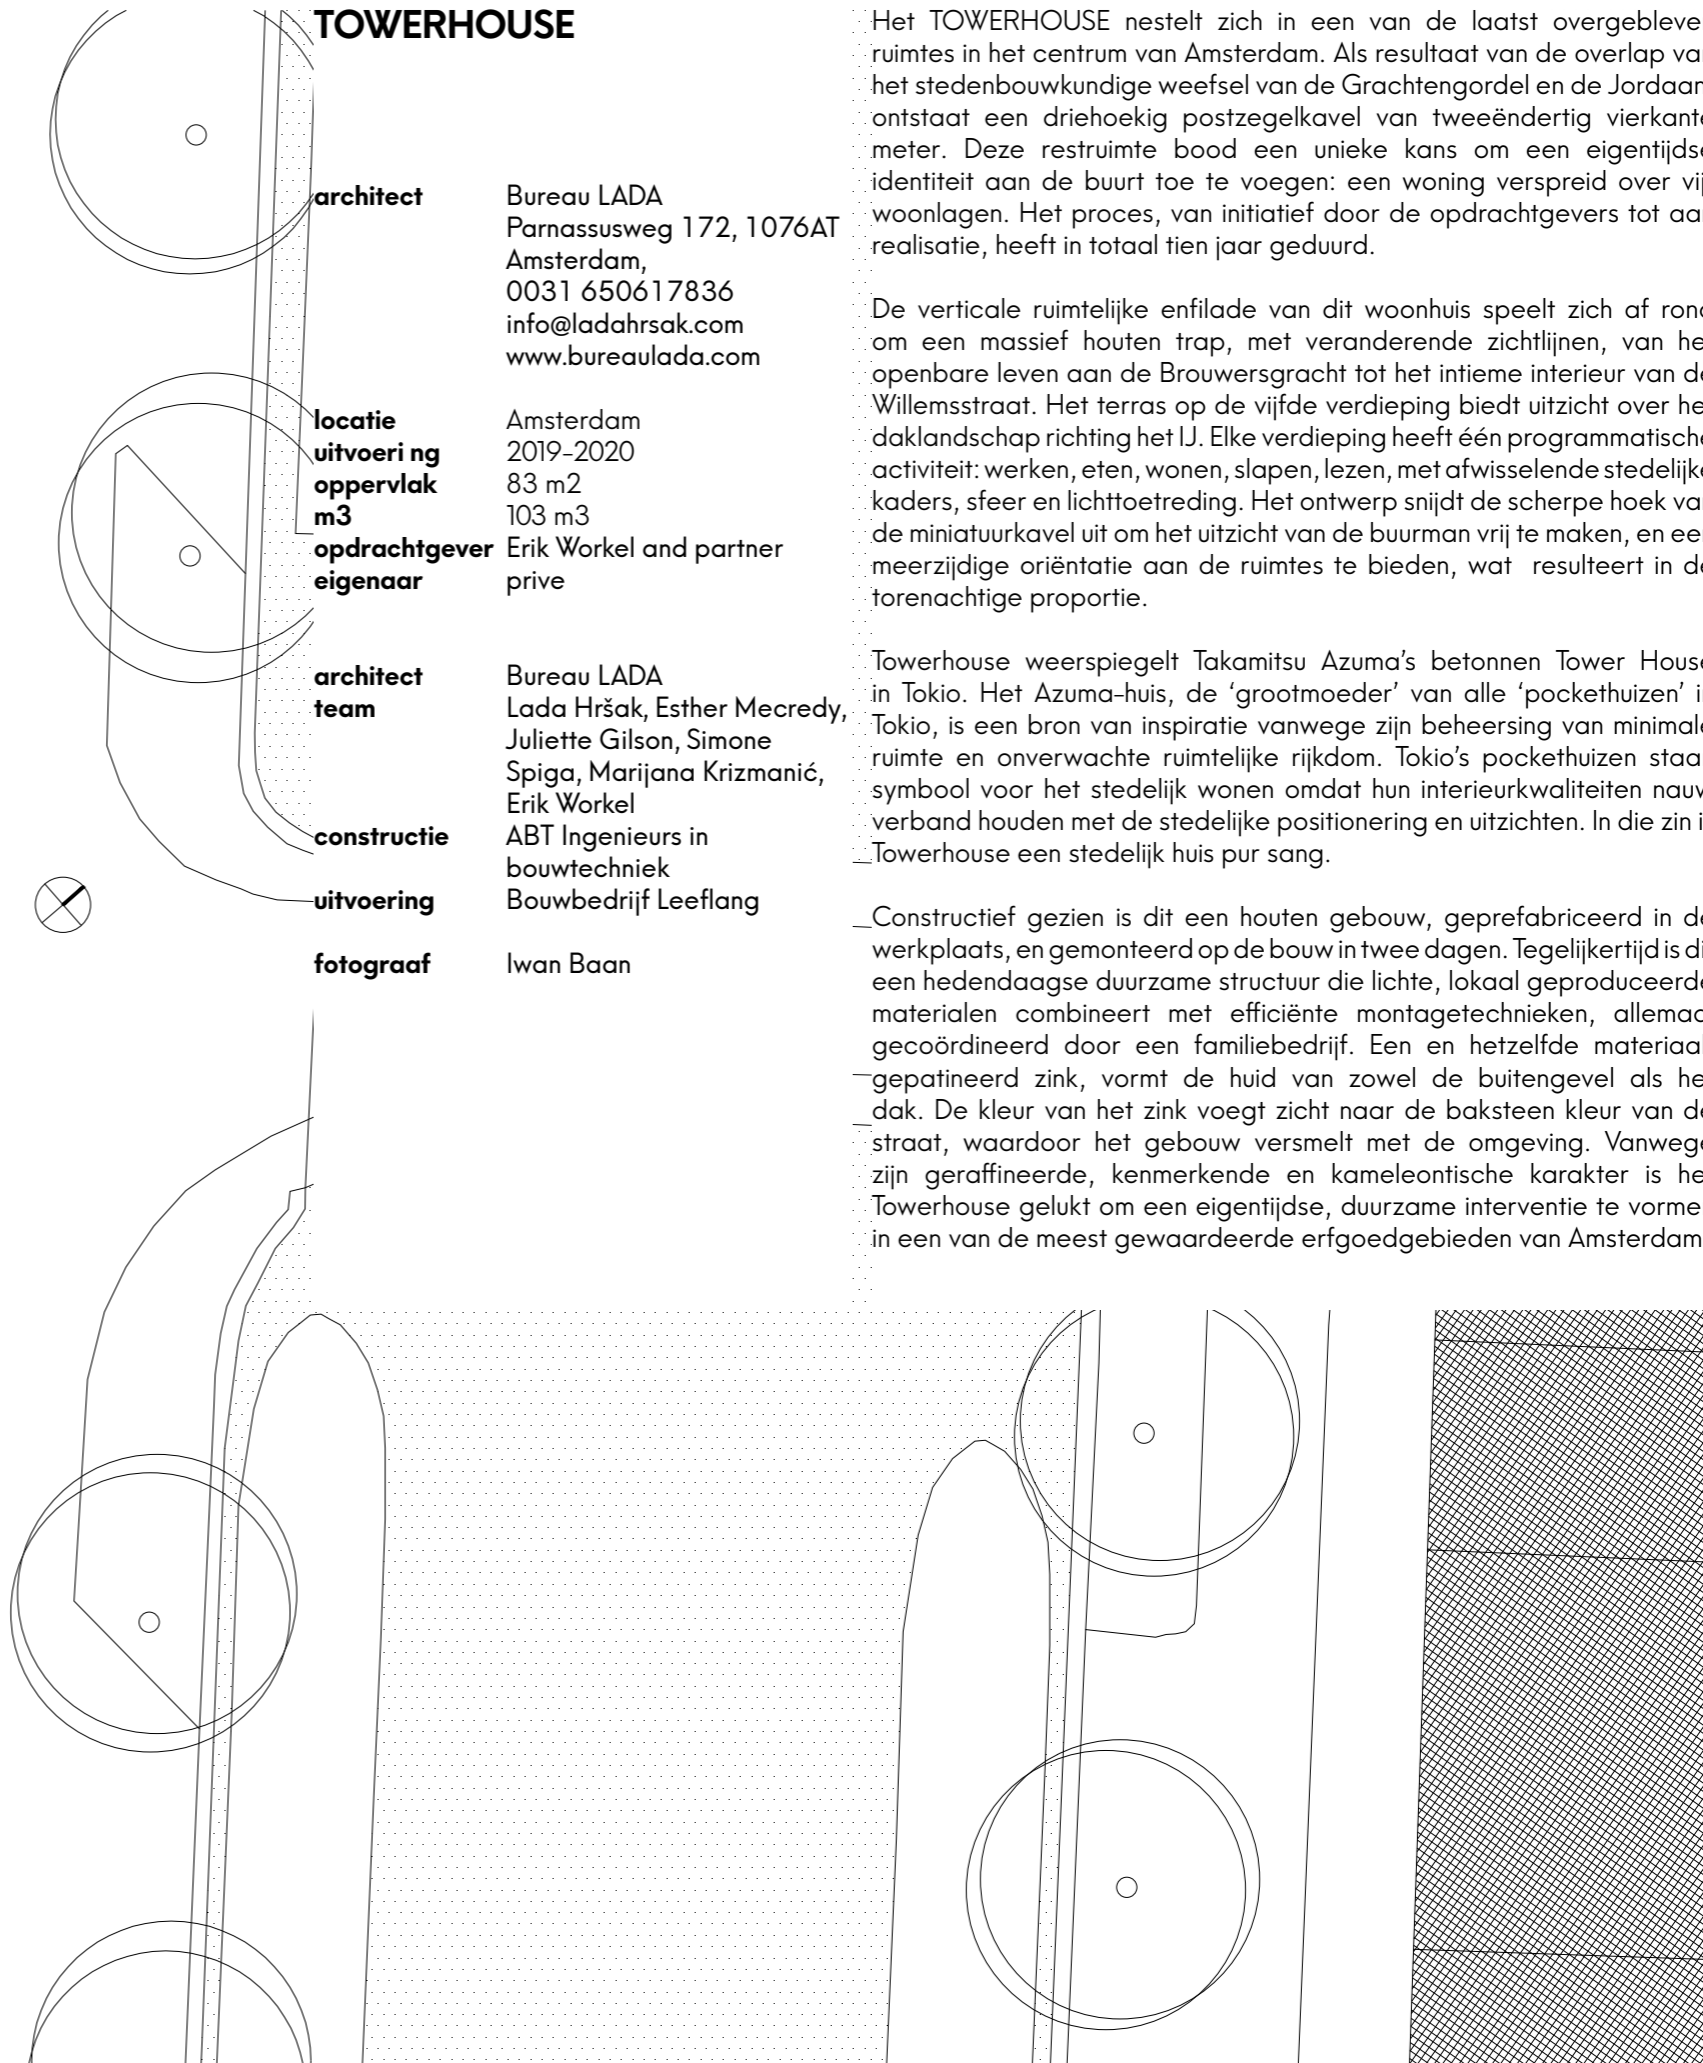 TOWERHOUSE
architect Bureau LADA
Parnassusweg 172, 1076AT
Amsterdam,
0031 650617836
info@ladahrsak.com
www.bureaulada.com
locatie Amsterdam
uitvoeri ng 2019-2020
oppervlak 83 m2
m3 103 m3
opdrachtgever Erik Workel and partner
eigenaar prive
architect Bureau LADA
team Lada Hršak, Esther Mecredy,
Juliette Gilson, Simone
Spiga, Marijana Krizmanić,
Erik Workel
constructie ABT Ingenieurs in
bouwtechniek
uitvoering Bouwbedrijf Leeflang
fotograaf Iwan Baan
Het TOWERHOUSE nestelt zich in een van de laatst overgebleve
ruimtes in het centrum van Amsterdam. Als resultaat van de overlap va
het stedenbouwkundige weefsel van de Grachtengordel en de Jordaan
ontstaat een driehoekig postzegelkavel van tweeëndertig vierkante
meter. Deze restruimte bood een unieke kans om een eigentijdse
identiteit aan de buurt toe te voegen: een woning verspreid over vij
woonlagen. Het proces, van initiatief door de opdrachtgevers tot aa
realisatie, heeft in totaal tien jaar geduurd.
De verticale ruimtelijke enfilade van dit woonhuis speelt zich af rond
om een massief houten trap, met veranderende zichtlijnen, van he
openbare leven aan de Brouwersgracht tot het intieme interieur van de
Willemsstraat. Het terras op de vijfde verdieping biedt uitzicht over he
daklandschap richting het IJ. Elke verdieping heeft één programmatische
activiteit: werken, eten, wonen, slapen, lezen, met afwisselende stedelijke
kaders, sfeer en lichttoetreding. Het ontwerp snijdt de scherpe hoek va
de miniatuurkavel uit om het uitzicht van de buurman vrij te maken, en ee
meerzijdige oriëntatie aan de ruimtes te bieden, wat resulteert in de
torenachtige proportie.
Towerhouse weerspiegelt Takamitsu Azuma’s betonnen Tower House
in Tokio. Het Azuma-huis, de ‘grootmoeder’ van alle ‘pockethuizen’ i
Tokio, is een bron van inspiratie vanwege zijn beheersing van minimale
ruimte en onverwachte ruimtelijke rijkdom. Tokio’s pockethuizen staa
symbool voor het stedelijk wonen omdat hun interieurkwaliteiten nauw
verband houden met de stedelijke positionering en uitzichten. In die zin i
Towerhouse een stedelijk huis pur sang.
Constructief gezien is dit een houten gebouw, geprefabriceerd in de
werkplaats, en gemonteerd op de bouw in twee dagen. Tegelijkertijd is di
een hedendaagse duurzame structuur die lichte, lokaal geproduceerde
materialen combineert met efficiënte montagetechnieken, allemaa
gecoördineerd door een familiebedrijf. Een en hetzelfde materiaal
gepatineerd zink, vormt de huid van zowel de buitengevel als he
dak. De kleur van het zink voegt zicht naar de baksteen kleur van de
straat, waardoor het gebouw versmelt met de omgeving. Vanwege
zijn geraffineerde, kenmerkende en kameleontische karakter is he
Towerhouse gelukt om een eigentijdse, duurzame interventie te vorme
in een van de meest gewaardeerde erfgoedgebieden van Amsterdam